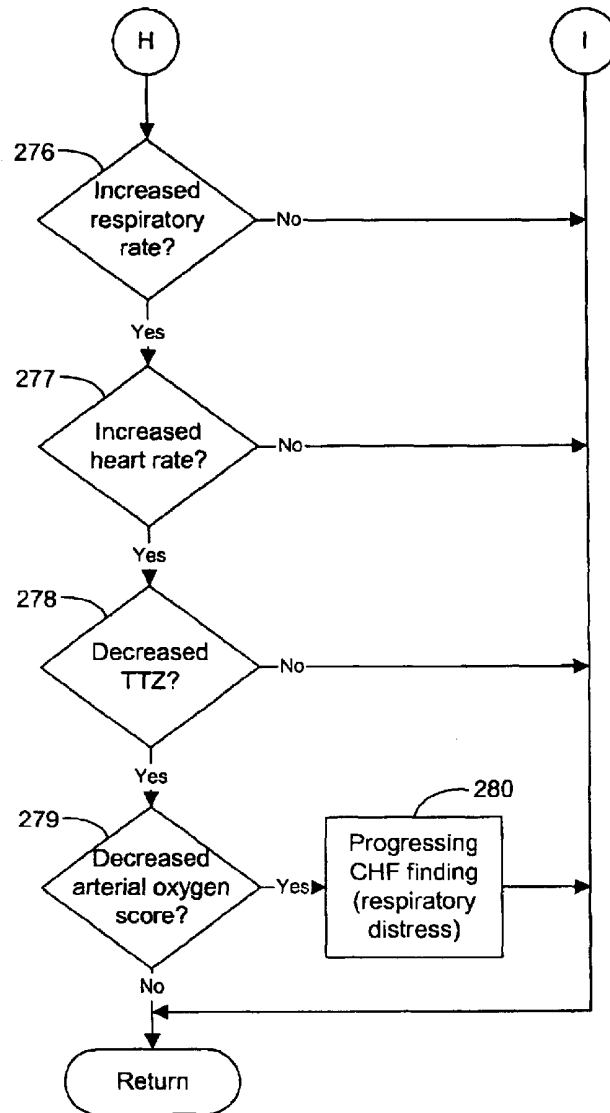 H
I
276
Increased
respiratory
rate?
No
Yes
277
Increased
heart rate?
No
Yes
278
Decreased
TTZ?
No
Yes
279
Decreased
arterial oxygen
score?
Yes
280
Progressing
CHF finding
(respiratory
distress)
No
Return